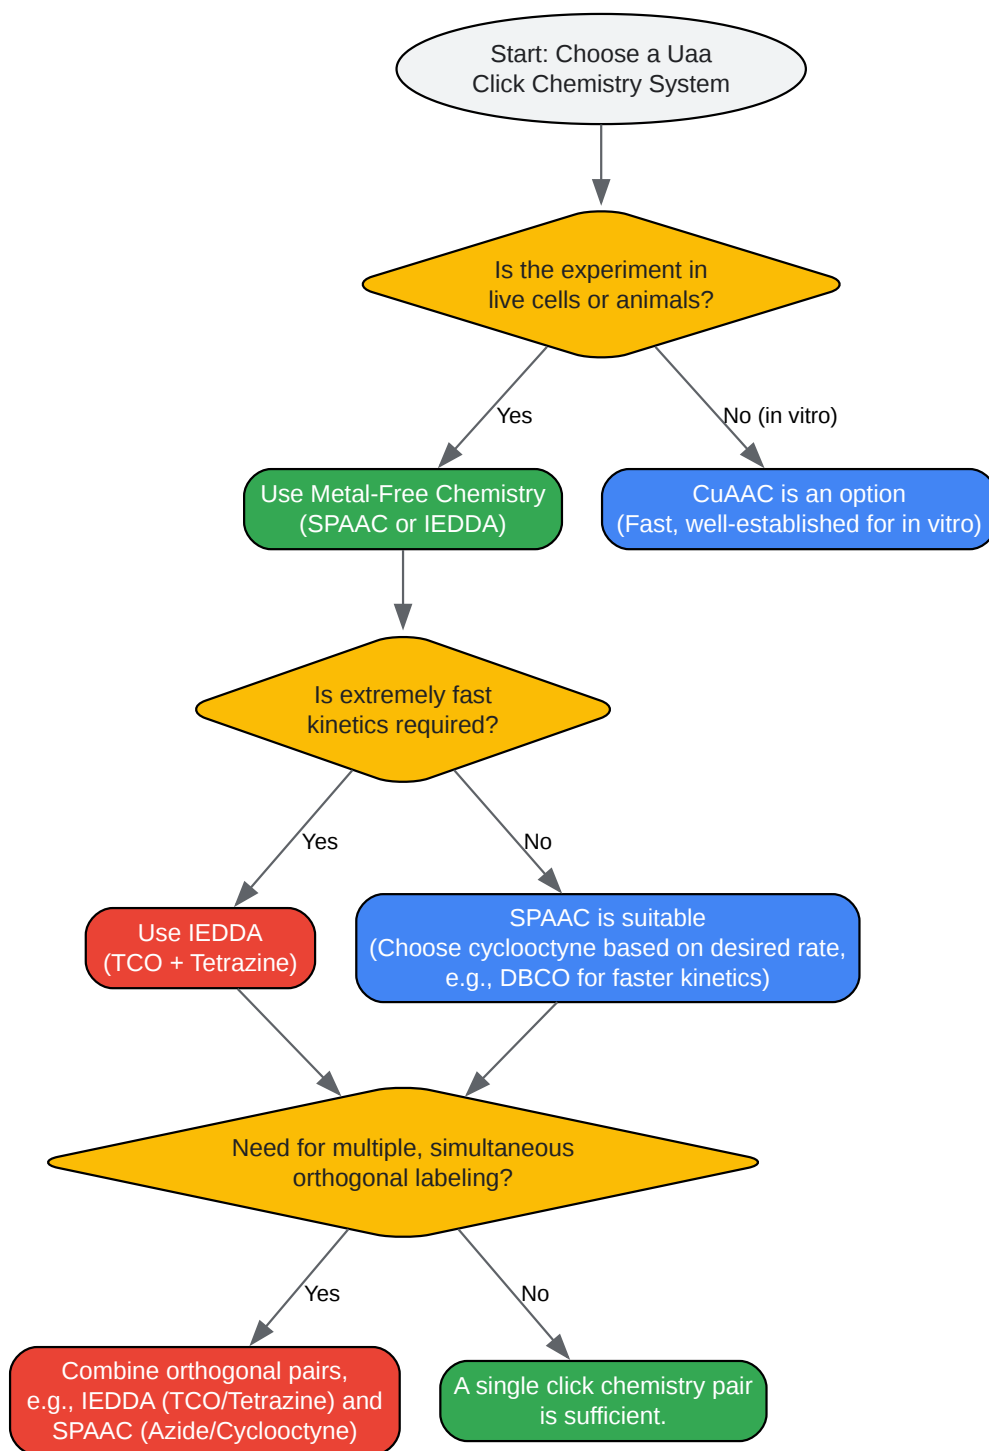 Start: Choose a Uaa
Click Chemistry System
Is the experiment in
live cells or animals?
Yes
No (in vitro)
Use Metal-Free Chemistry
(SPAAC or IEDDA)
CuAAC is an option
(Fast, well-established for in vitro)
Is extremely fast
kinetics required?
Yes
No
Use IEDDA
(TCO + Tetrazine)
SPAAC is suitable
(Choose cyclooctyne based on desired rate,
e.g., DBCO for faster kinetics)
Need for multiple, simultaneous
orthogonal labeling?
Yes
No
Combine orthogonal pairs,
e.g., IEDDA (TCO/Tetrazine) and
SPAAC (Azide/Cyclooctyne)
A single click chemistry pair
is sufficient.